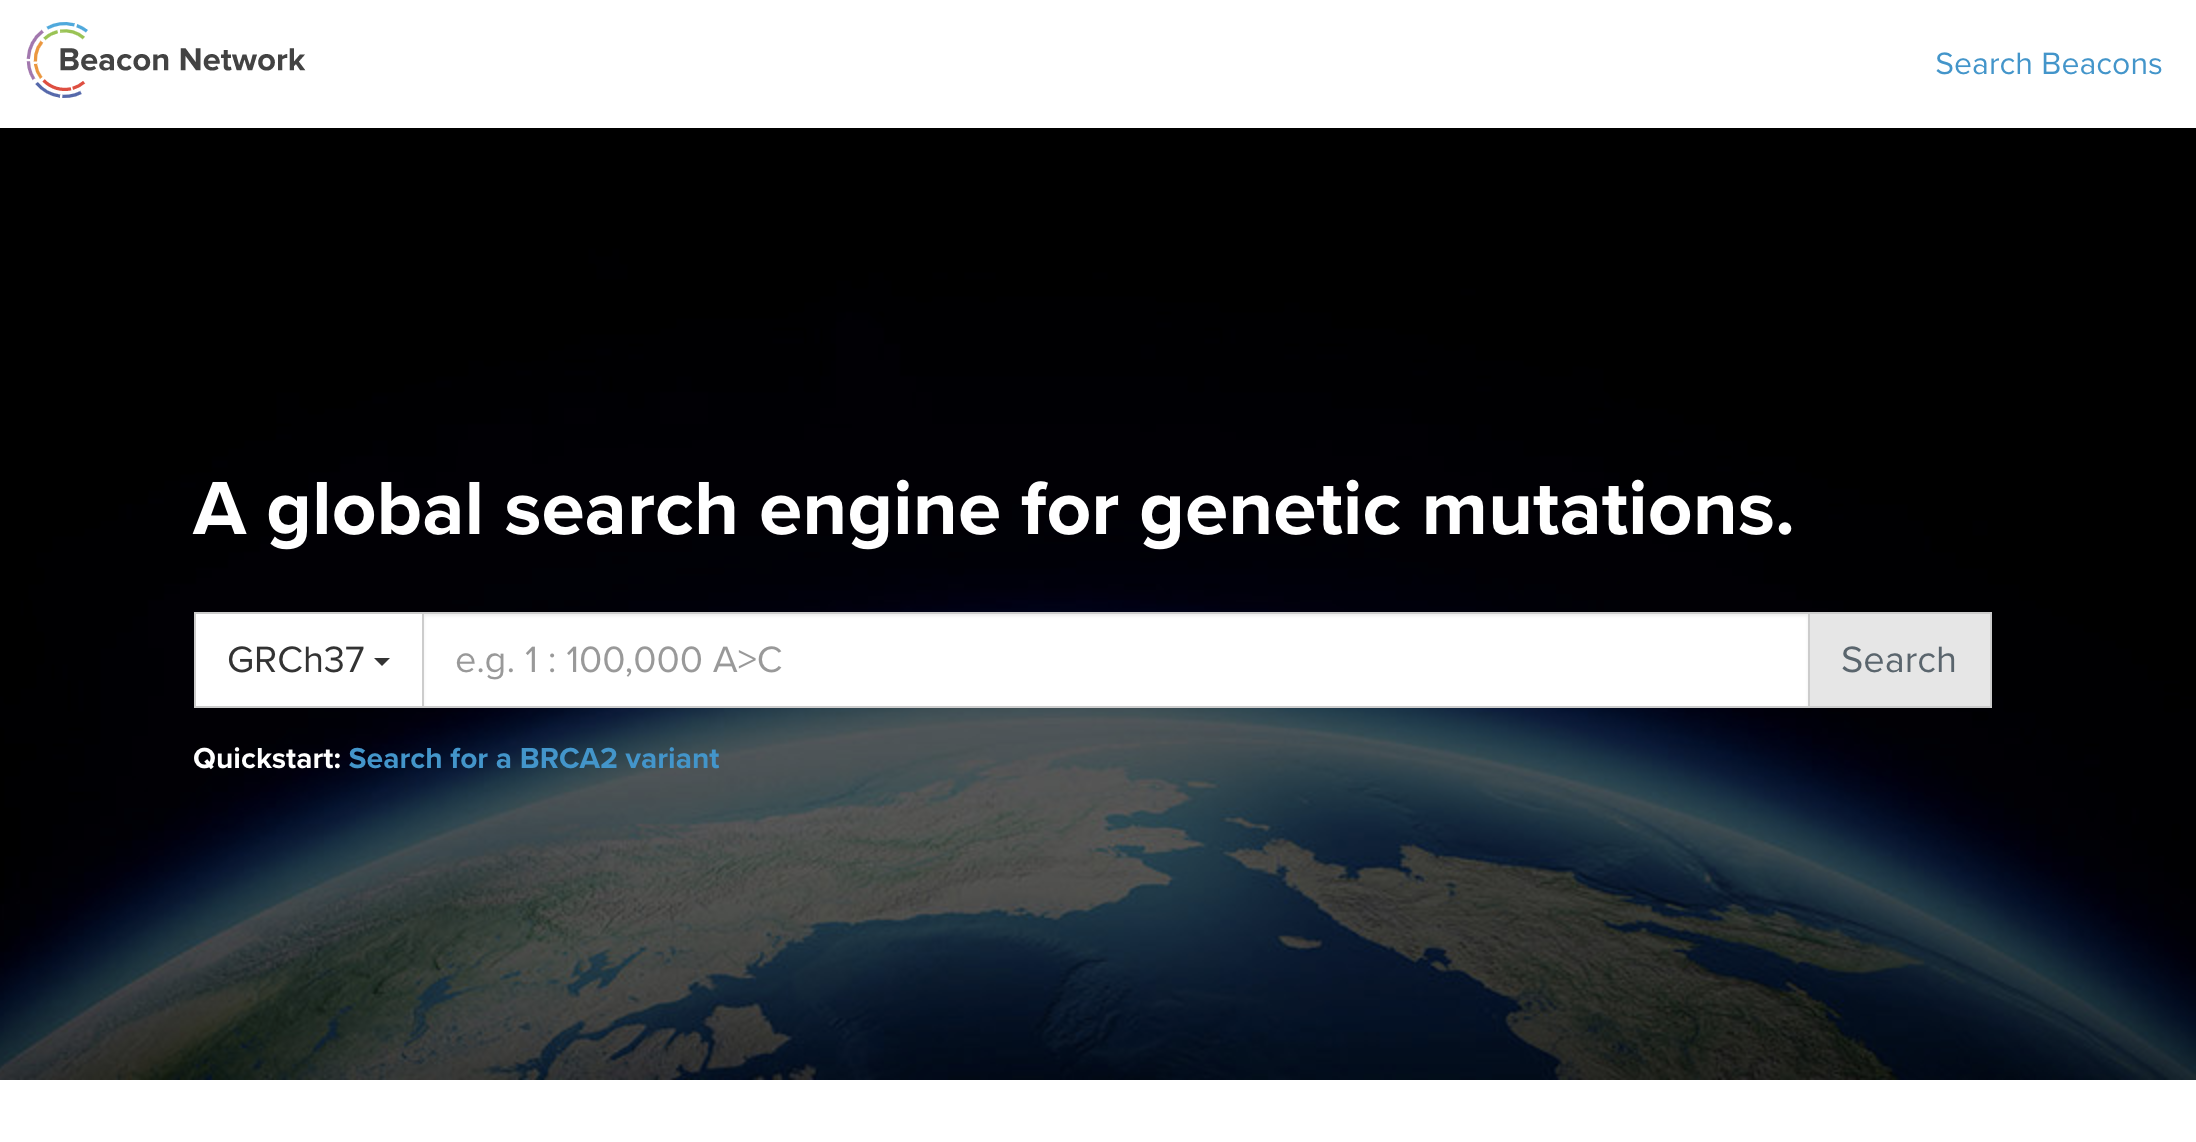 Beacon Network
Search Beacons
A global search engine for genetic mutations.
GRCh37
e.g. 1 : 100,000 A>C
Search
Quickstart: Search for a BRCA2 variant